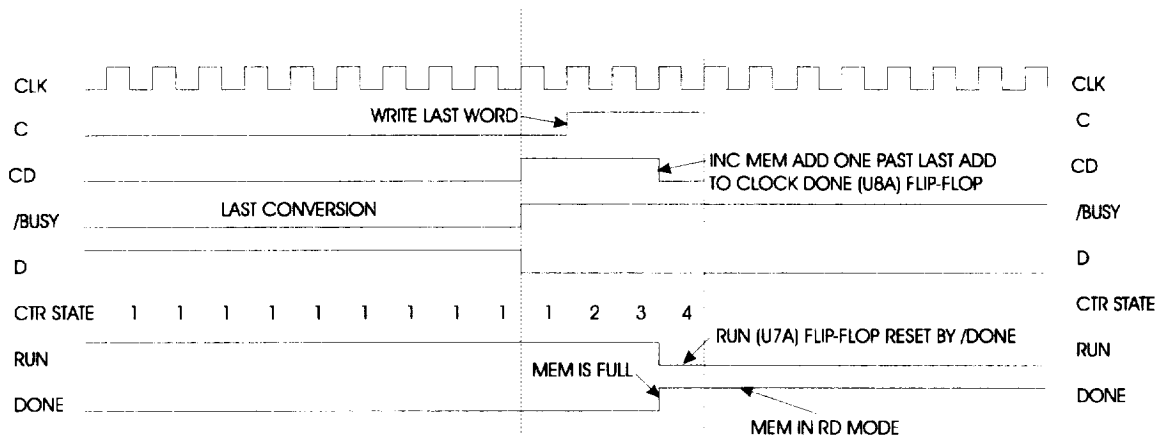 CLK CLK
WRITE LAST WORD
C C
INC MEM ADD ONE PAST LAST ADD
CD CD
TO CLOCK DONE (U8A) FLIP-FLOP
LAST CONVERSION
/BUSY /BUSY
D D
CTR STATE 1 1 1 1 1 1 1 1 1 1 2 3 4 CTR STATE
RUN (U7A) FLIP-FLOP RESET BY /DONE
RUN RUN
MEM IS FULL
DONE DONE
MEM IN RD MODE